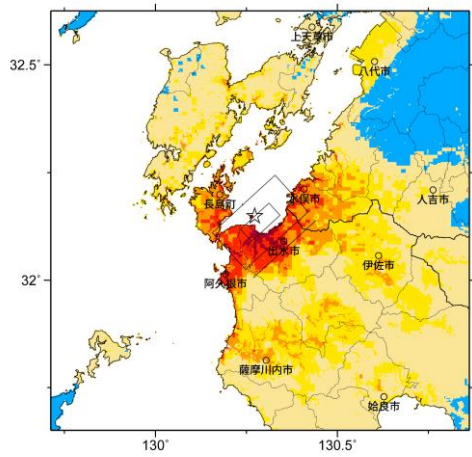 上天草市
32.5˚
八代市
長島町
水俣市
人吉市
出水市
伊佐市
32˚
阿久根市
薩摩川内市
姶良市
130˚
130.5˚